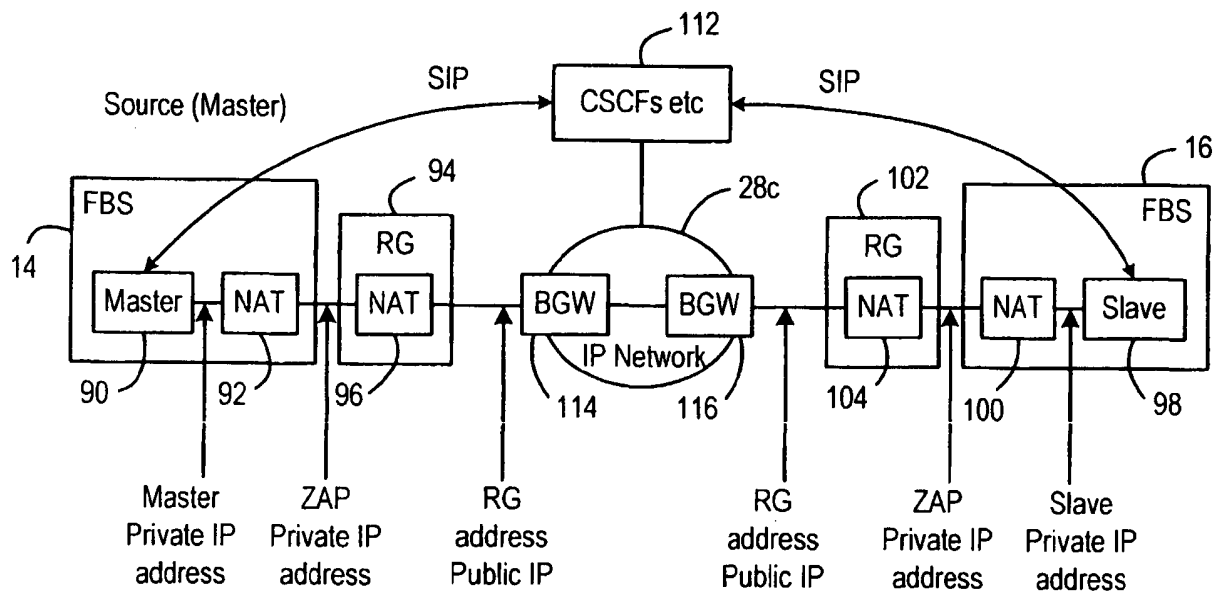 112
SIP
CSCFs etc
SIP
Source (Master)
94
28c
102
16
FBS
RG
RG
FBS
14
Master
NAT
NAT
BGW
BGW
NAT
NAT
Slave
IP Network
90
92
96
114
116
104
100
98
Master
Private IP
address
ZAP
Private IP
address
RG
address
Public IP
RG
address
Public IP
ZAP
Private IP
address
Slave
Private IP
address